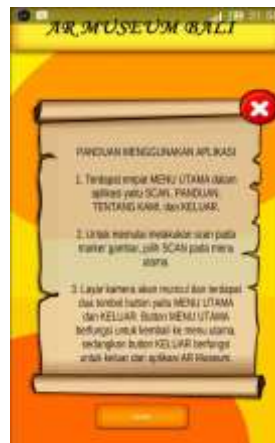 AR MUSEUM BALI
PANDUAN MENGGUNAKAN APLIKASI
1. Terdapat empat MENU UTAMA dalam
aplikasi yaitu SCAN, PANDUAN,
TENTANG KAMI, dan KELUAR.
2. Untuk memulai melakukan scan pada
marker gambar, pilih SCAN pada menu
utama.
3. Layar kamera akan muncul dan terdapat
dua tombol button yaitu MENU UTAMA
dan KELUAR. Button MENU UTAMA
berfungsi untuk kembali ke menu utama,
sedangkan button KELUAR berfungsi
untuk keluar dari aplikasi AR Museum.